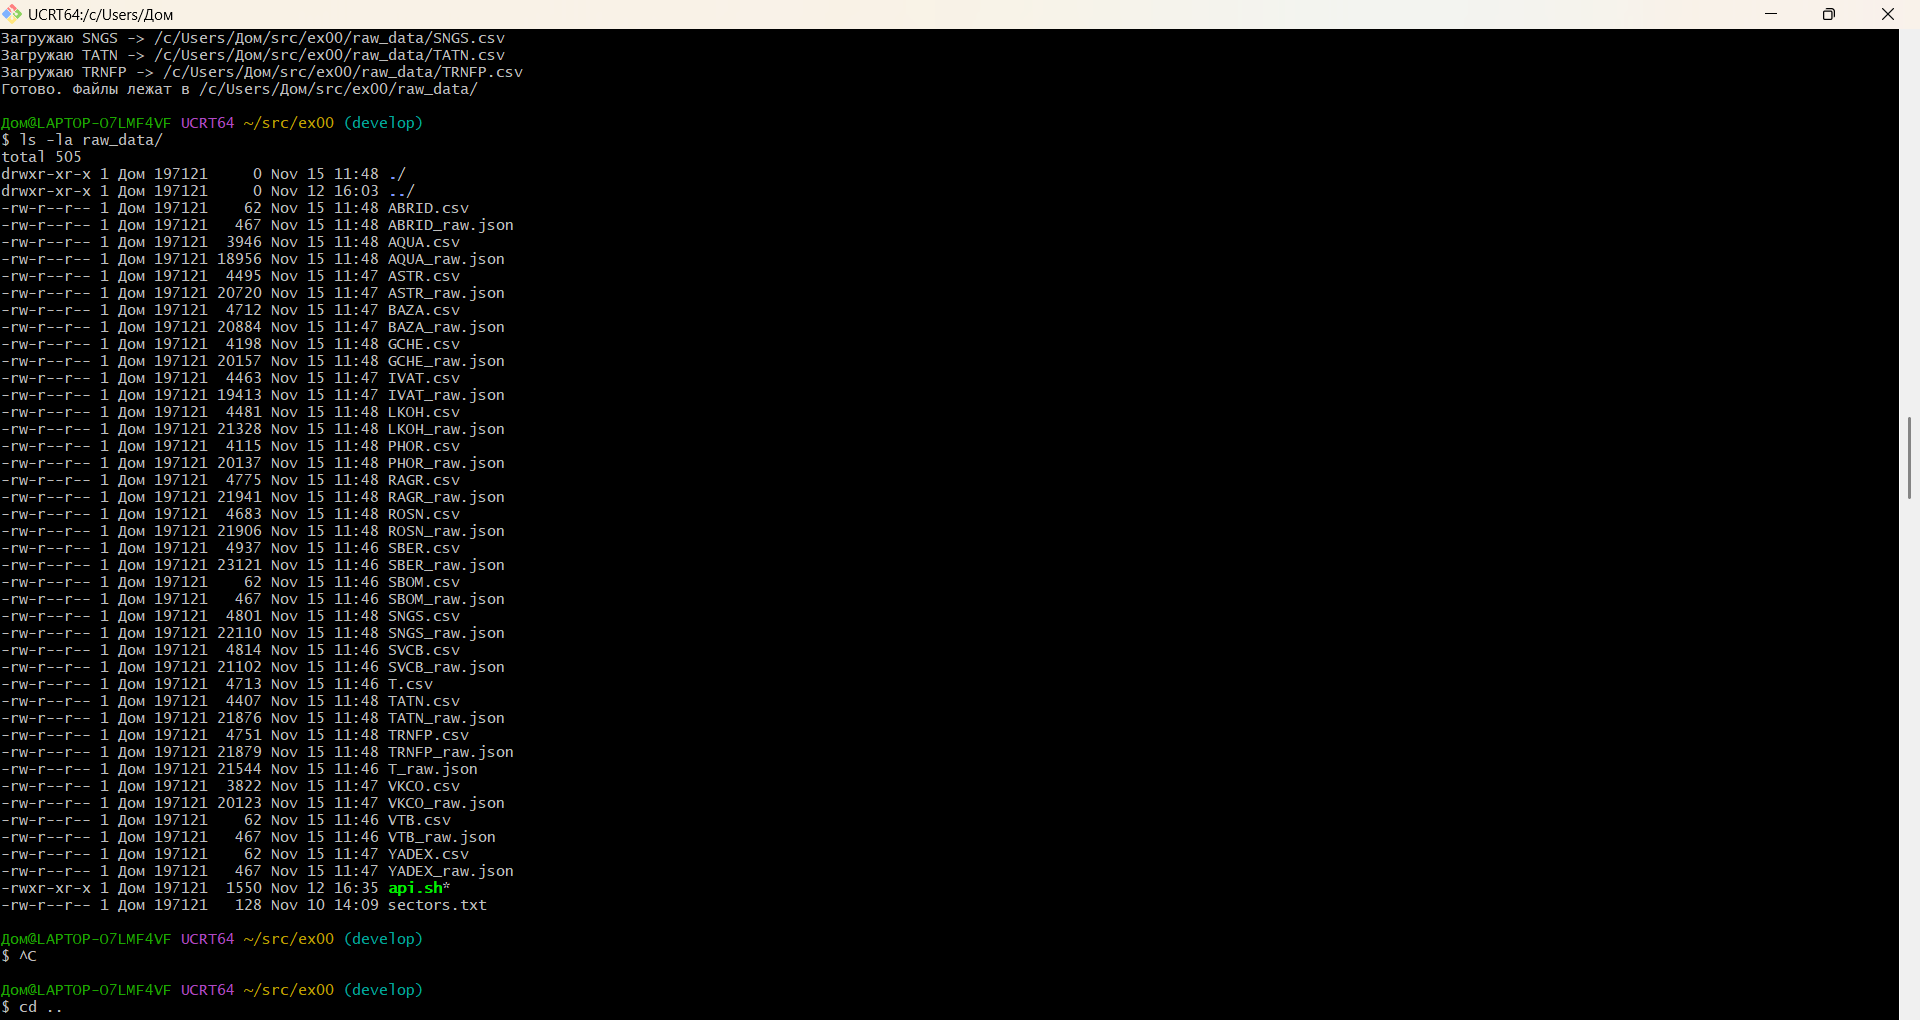 UCRT64:/c/Users/Дом
Загружаю SNGS -> /c/Users/Дом/src/ex00/raw_data/SNGS.csv
Загружаю TATN -> /c/Users/Дом/src/ex00/raw_data/TATN.csv
Загружаю TRNFP -> /c/Users/Дом/src/ex00/raw_data/TRNFP.csv
Готово. Файлы лежат в /c/Users/Дом/src/ex00/raw_data/
Дом@LAPTOP-O7LMF4VF UCRT64 ~/src/ex00 (develop)
$ ls -la raw_data/
total 505
drwxr-xr-x 1 Дом 197121     0 Nov 15 11:48 ./
drwxr-xr-x 1 Дом 197121     0 Nov 12 16:03 ../
-rw-r--r-- 1 Дом 197121    62 Nov 15 11:48 ABRID.csv
-rw-r--r-- 1 Дом 197121   467 Nov 15 11:48 ABRID_raw.json
-rw-r--r-- 1 Дом 197121  3946 Nov 15 11:48 AQUA.csv
-rw-r--r-- 1 Дом 197121 18956 Nov 15 11:48 AQUA_raw.json
-rw-r--r-- 1 Дом 197121  4495 Nov 15 11:47 ASTR.csv
-rw-r--r-- 1 Дом 197121 20720 Nov 15 11:47 ASTR_raw.json
-rw-r--r-- 1 Дом 197121  4712 Nov 15 11:47 BAZA.csv
-rw-r--r-- 1 Дом 197121 20884 Nov 15 11:47 BAZA_raw.json
-rw-r--r-- 1 Дом 197121  4198 Nov 15 11:48 GCHE.csv
-rw-r--r-- 1 Дом 197121 20157 Nov 15 11:48 GCHE_raw.json
-rw-r--r-- 1 Дом 197121  4463 Nov 15 11:47 IVAT.csv
-rw-r--r-- 1 Дом 197121 19413 Nov 15 11:47 IVAT_raw.json
-rw-r--r-- 1 Дом 197121  4481 Nov 15 11:48 LKOH.csv
-rw-r--r-- 1 Дом 197121 21328 Nov 15 11:48 LKOH_raw.json
-rw-r--r-- 1 Дом 197121  4115 Nov 15 11:48 PHOR.csv
-rw-r--r-- 1 Дом 197121 20137 Nov 15 11:48 PHOR_raw.json
-rw-r--r-- 1 Дом 197121  4775 Nov 15 11:48 RAGR.csv
-rw-r--r-- 1 Дом 197121 21941 Nov 15 11:48 RAGR_raw.json
-rw-r--r-- 1 Дом 197121  4683 Nov 15 11:48 ROSN.csv
-rw-r--r-- 1 Дом 197121 21906 Nov 15 11:48 ROSN_raw.json
-rw-r--r-- 1 Дом 197121  4937 Nov 15 11:46 SBER.csv
-rw-r--r-- 1 Дом 197121 23121 Nov 15 11:46 SBER_raw.json
-rw-r--r-- 1 Дом 197121    62 Nov 15 11:46 SBOM.csv
-rw-r--r-- 1 Дом 197121   467 Nov 15 11:46 SBOM_raw.json
-rw-r--r-- 1 Дом 197121  4801 Nov 15 11:48 SNGS.csv
-rw-r--r-- 1 Дом 197121 22110 Nov 15 11:48 SNGS_raw.json
-rw-r--r-- 1 Дом 197121  4814 Nov 15 11:46 SVCB.csv
-rw-r--r-- 1 Дом 197121 21102 Nov 15 11:46 SVCB_raw.json
-rw-r--r-- 1 Дом 197121  4713 Nov 15 11:46 T.csv
-rw-r--r-- 1 Дом 197121  4407 Nov 15 11:48 TATN.csv
-rw-r--r-- 1 Дом 197121 21876 Nov 15 11:48 TATN_raw.json
-rw-r--r-- 1 Дом 197121  4751 Nov 15 11:48 TRNFP.csv
-rw-r--r-- 1 Дом 197121 21879 Nov 15 11:48 TRNFP_raw.json
-rw-r--r-- 1 Дом 197121 21544 Nov 15 11:46 T_raw.json
-rw-r--r-- 1 Дом 197121  3822 Nov 15 11:47 VKCO.csv
-rw-r--r-- 1 Дом 197121 20123 Nov 15 11:47 VKCO_raw.json
-rw-r--r-- 1 Дом 197121    62 Nov 15 11:46 VTB.csv
-rw-r--r-- 1 Дом 197121   467 Nov 15 11:46 VTB_raw.json
-rw-r--r-- 1 Дом 197121    62 Nov 15 11:47 YADEX.csv
-rw-r--r-- 1 Дом 197121   467 Nov 15 11:47 YADEX_raw.json
-rwxr-xr-x 1 Дом 197121  1550 Nov 12 16:35 api.sh*
-rw-r--r-- 1 Дом 197121   128 Nov 10 14:09 sectors.txt
Дом@LAPTOP-O7LMF4VF UCRT64 ~/src/ex00 (develop)
$ ^C
Дом@LAPTOP-O7LMF4VF UCRT64 ~/src/ex00 (develop)
$ cd ..